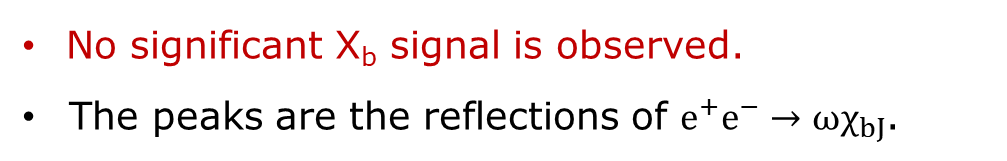 • No significant X_b signal is observed.
• The peaks are the reflections of e⁺e⁻ → ωχ_bJ.